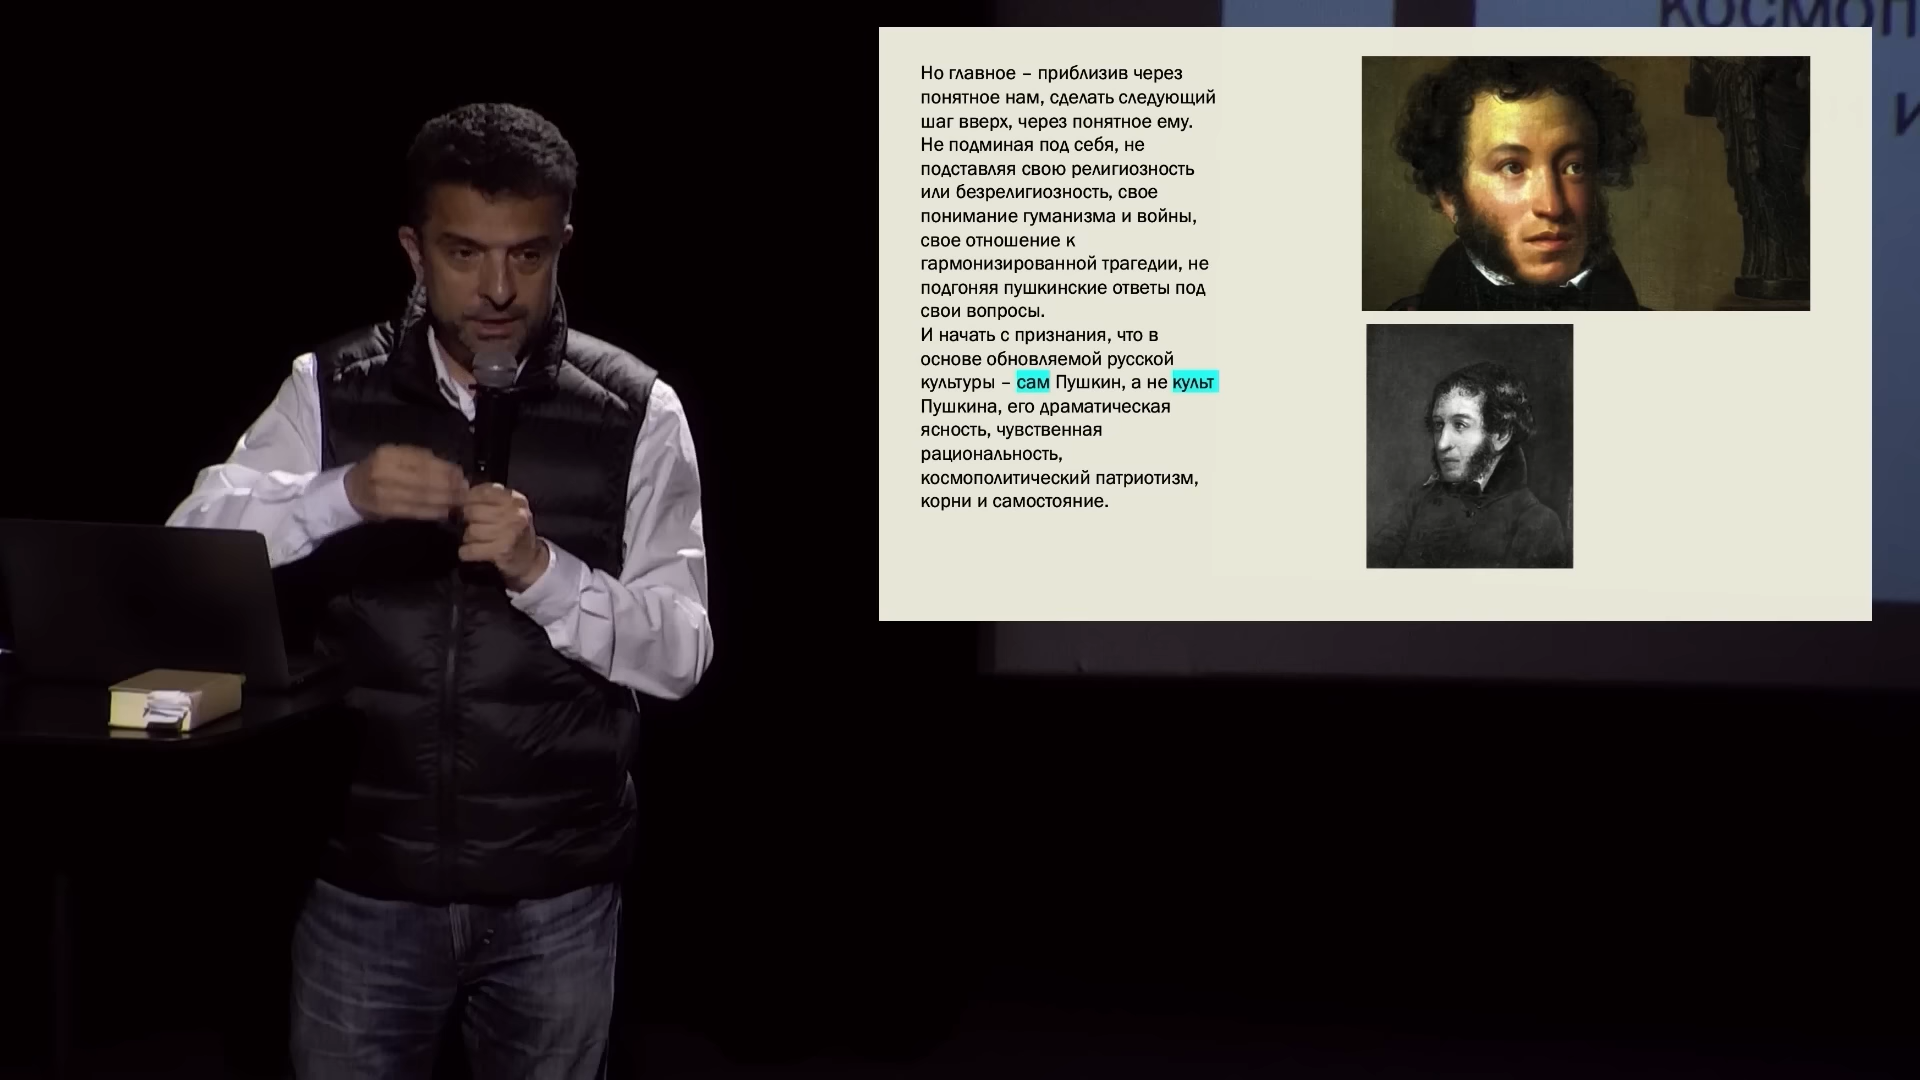 Но главное – приблизив через
понятное нам, сделать следующий
шаг вверх, через понятное ему.
Не подминая под себя, не
подставляя свою религиозность
или безрелигиозность, свое
понимание гуманизма и войны,
свое отношение к
гармонизированной трагедии, не
подгоняя пушкинские ответы под
свои вопросы.
И начать с признания, что в
основе обновляемой русской
культуры – сам Пушкин, а не культ
Пушкина, его драматическая
ясность, чувственная
рациональность,
космополитический патриотизм,
корни и самостояние.